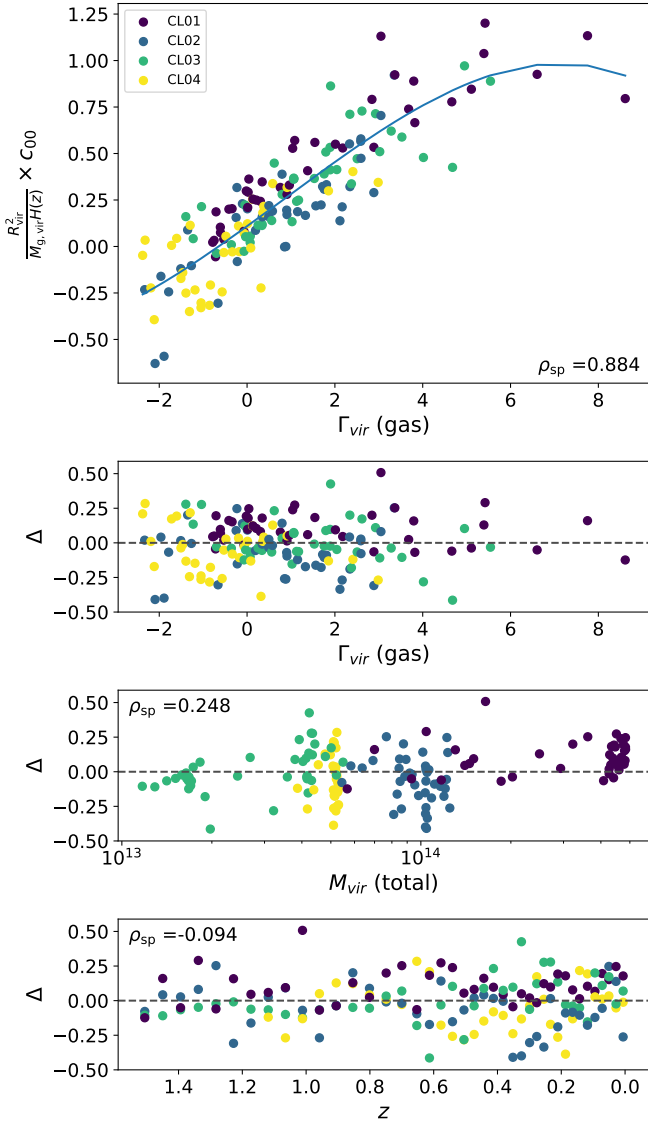 CL01
CL02
CL03
CL04
1.25
1.00
0.75
0.50
0.25
0.00
−0.25
−0.50
R²vir / Mg,vir H(z) × c₀₀
ρsp =0.884
−2 0 2 4 6 8
Γvir (gas)
0.50
0.25
0.00
−0.25
−0.50
Δ
−2 0 2 4 6 8
Γvir (gas)
ρsp =0.248
0.50
0.25
0.00
−0.25
−0.50
Δ
10¹³ 10¹⁴
Mvir (total)
ρsp =-0.094
0.50
0.25
0.00
−0.25
−0.50
Δ
1.4 1.2 1.0 0.8 0.6 0.4 0.2 0.0
z